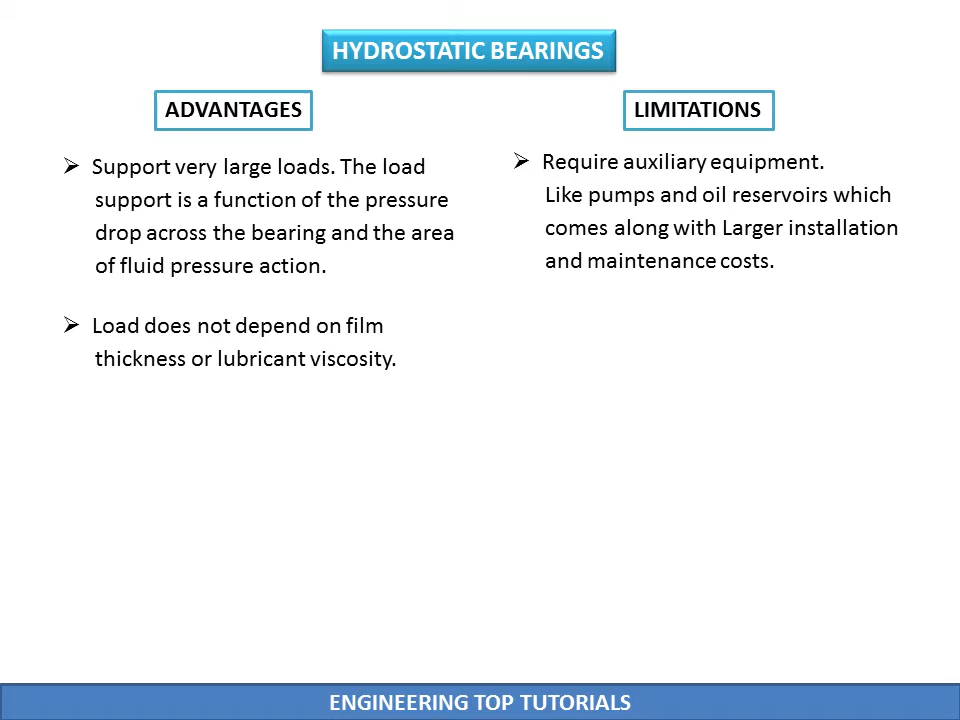 HYDROSTATIC BEARINGS
ADVANTAGES
➢ Support very large loads. The load
support is a function of the pressure
drop across the bearing and the area
of fluid pressure action.
➢ Load does not depend on film
thickness or lubricant viscosity.
LIMITATIONS
➢ Require auxiliary equipment.
Like pumps and oil reservoirs which
comes along with Larger installation
and maintenance costs.
ENGINEERING TOP TUTORIALS